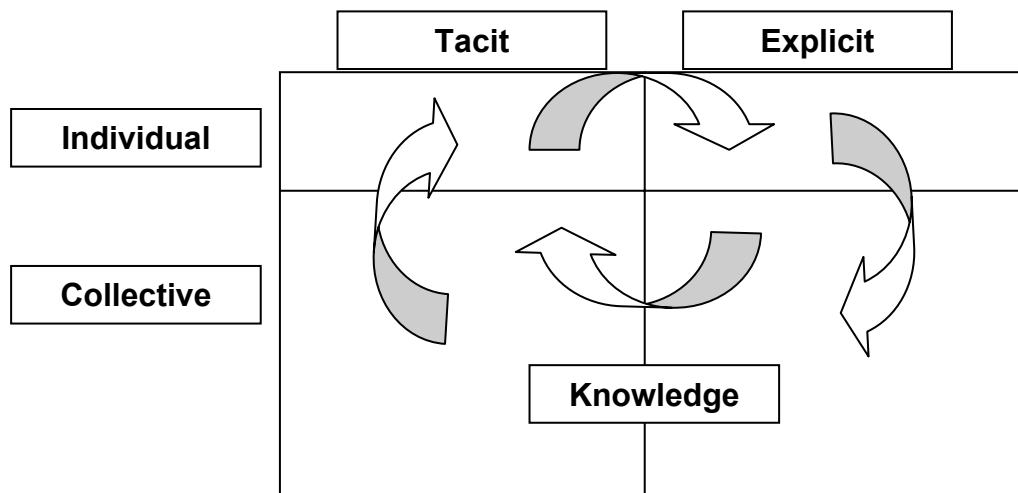 Tacit
Explicit
Individual
Collective
Knowledge